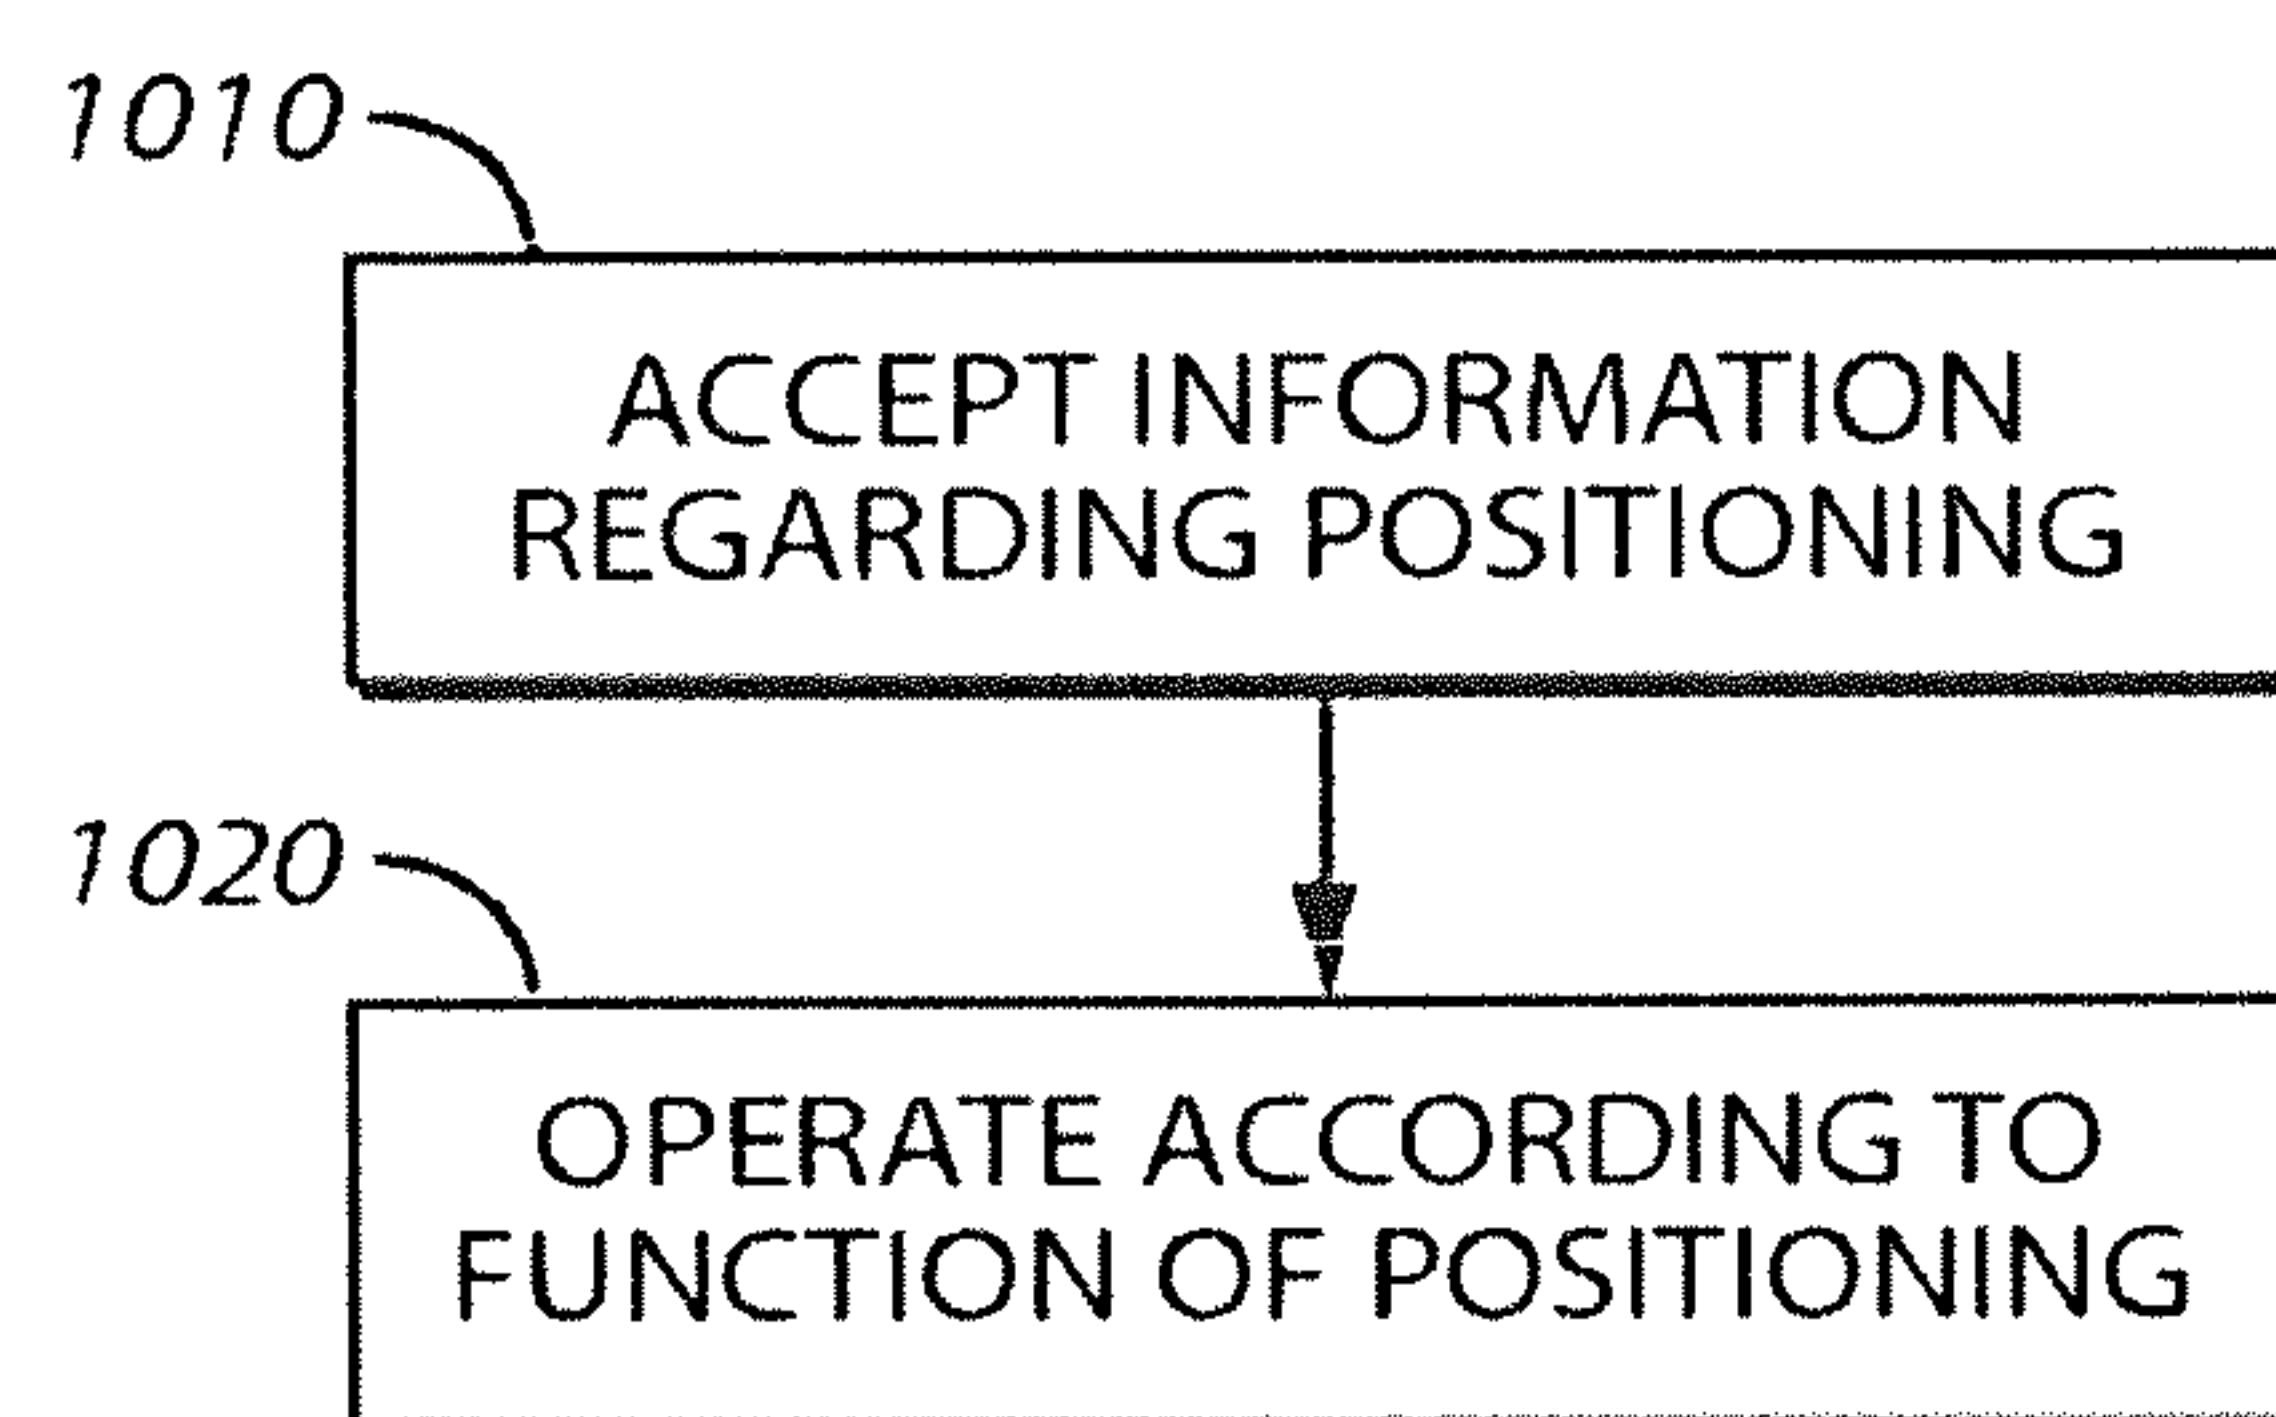 1010
ACCEPT INFORMATION
REGARDING POSITIONING
1020
OPERATE ACCORDING TO
FUNCTION OF POSITIONING